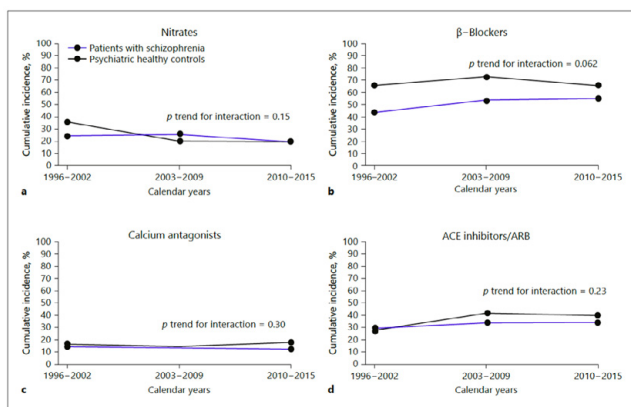 Nitrates
Patients with schizophrenia
Psychiatric healthy controls
p trend for interaction = 0.15
Cumulative incidence, %
100
90
80
70
60
50
40
30
20
10
0
1996–2002 2003–2009 2010–2015
a Calendar years
β-Blockers
p trend for interaction = 0.062
Cumulative incidence, %
100
90
80
70
60
50
40
30
20
10
0
1996–2002 2003–2009 2010–2015
b Calendar years
Calcium antagonists
p trend for interaction = 0.30
Cumulative incidence, %
100
90
80
70
60
50
40
30
20
10
0
1996–2002 2003–2009 2010–2015
c Calendar years
ACE inhibitors/ARB
p trend for interaction = 0.23
Cumulative incidence, %
100
90
80
70
60
50
40
30
20
10
0
1996–2002 2003–2009 2010–2015
d Calendar years